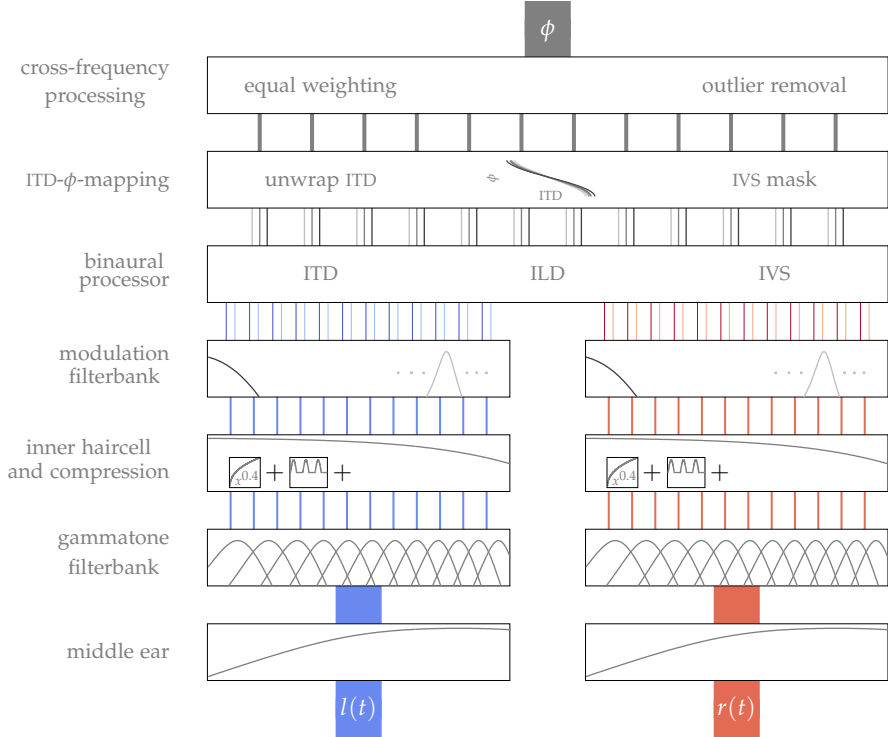 ϕ
cross-frequency
processing
equal weighting
outlier removal
ITD-ϕ-mapping
unwrap ITD
ϕ
ITD
IVS mask
binaural
processor
ITD
ILD
IVS
modulation
filterbank
...
...
...
...
inner haircell
and compression
x^0.4
+
+
x^0.4
+
+
gammatone
filterbank
middle ear
l(t)
r(t)